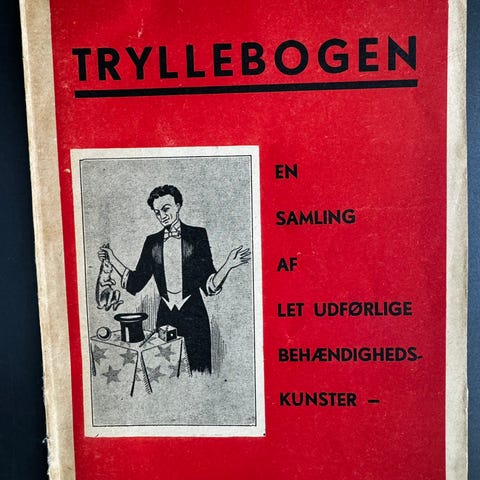 TRYLLEBOGEN
EN
SAMLING
AF
LET UDFØRLIGE
BEHÆNDIGHEDS-
KUNSTER –